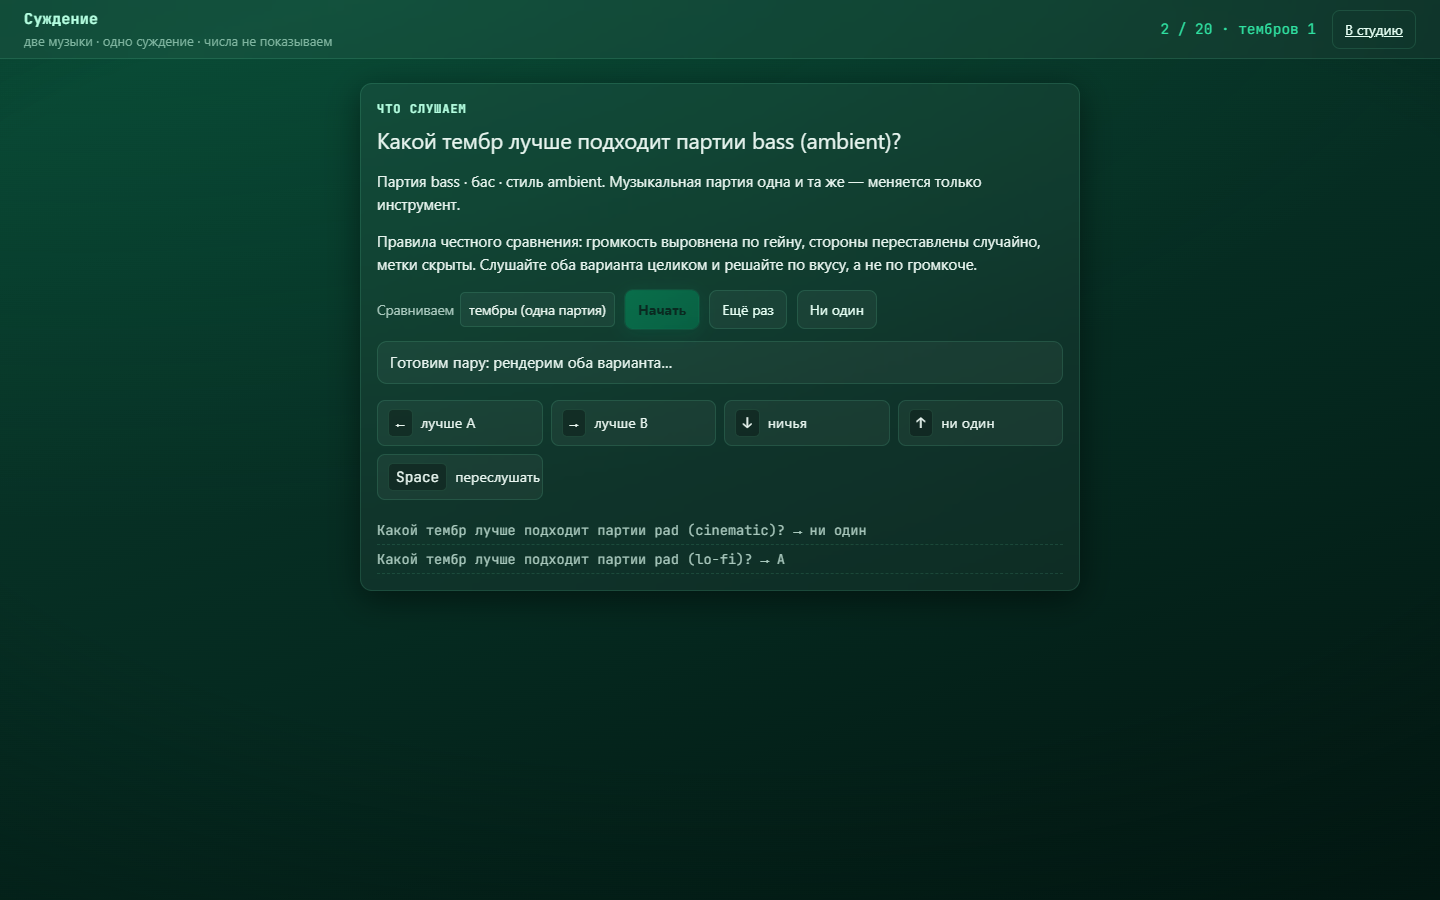 Суждение
две музыки · одно суждение · числа не показываем
2 / 20 · тембров 1
В студию
ЧТО СЛУШАЕМ
Какой тембр лучше подходит партии bass (ambient)?
Партия bass · бас · стиль ambient. Музыкальная партия одна и та же — меняется только
инструмент.
Правила честного сравнения: громкость выровнена по гейну, стороны переставлены случайно,
метки скрыты. Слушайте оба варианта целиком и решайте по вкусу, а не по громкоче.
Сравниваем тембры (одна партия) Начать Ещё раз Ни один
Готовим пару: рендерим оба варианта...
← лучше A → лучше B ↓ ничья ↑ ни один
Space переслушать
Какой тембр лучше подходит партии pad (cinematic)? → ни один
Какой тембр лучше подходит партии pad (lo-fi)? → A